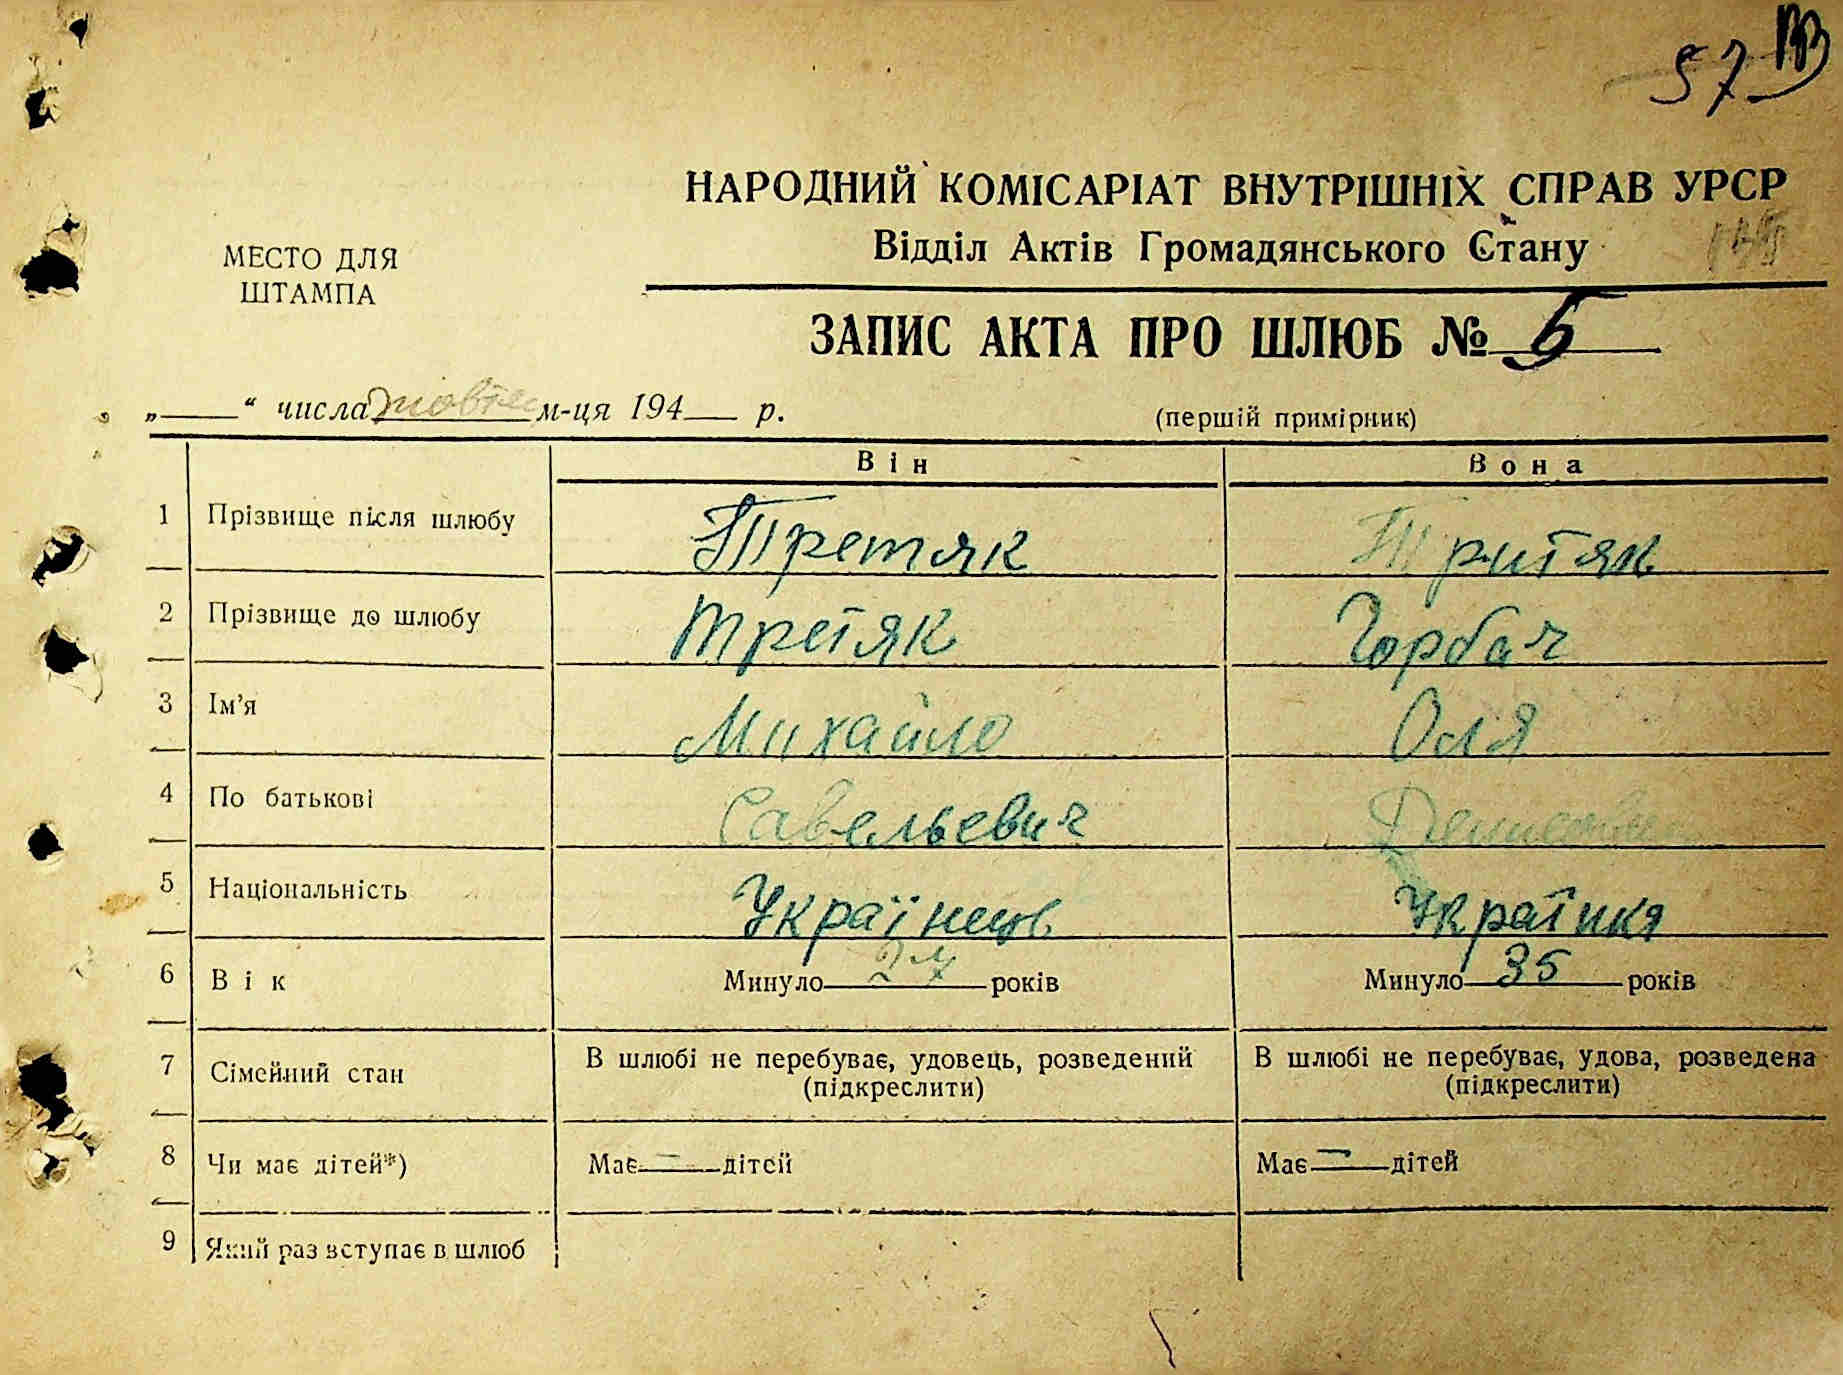 57
НАРОДНИЙ КОМІСАРІАТ ВНУТРІШНІХ СПРАВ УРСР
Відділ Актів Громадянського Стану
МЕСТО ДЛЯ
ШТАМПА
ЗАПИС АКТА ПРО ШЛЮБ № 5
„ “ числа м-ця 194 р.
(першій примірник)
Він Вона
1 Прізвище після шлюбу Третяк Тритяк
2 Прізвище до шлюбу Третяк Горбач
3 Ім'я Михайло Оля
4 По батькові Савельевич
5 Національність Українець Українка
6 Вік Минуло 27 років Минуло 35 років
7 Сімейний стан В шлюбі не перебуває, удовець, розведений В шлюбі не перебуває, удова, розведена
(підкреслити) (підкреслити)
8 Чи має дітей*) Має — дітей Має — дітей
9 Який раз вступає в шлюб